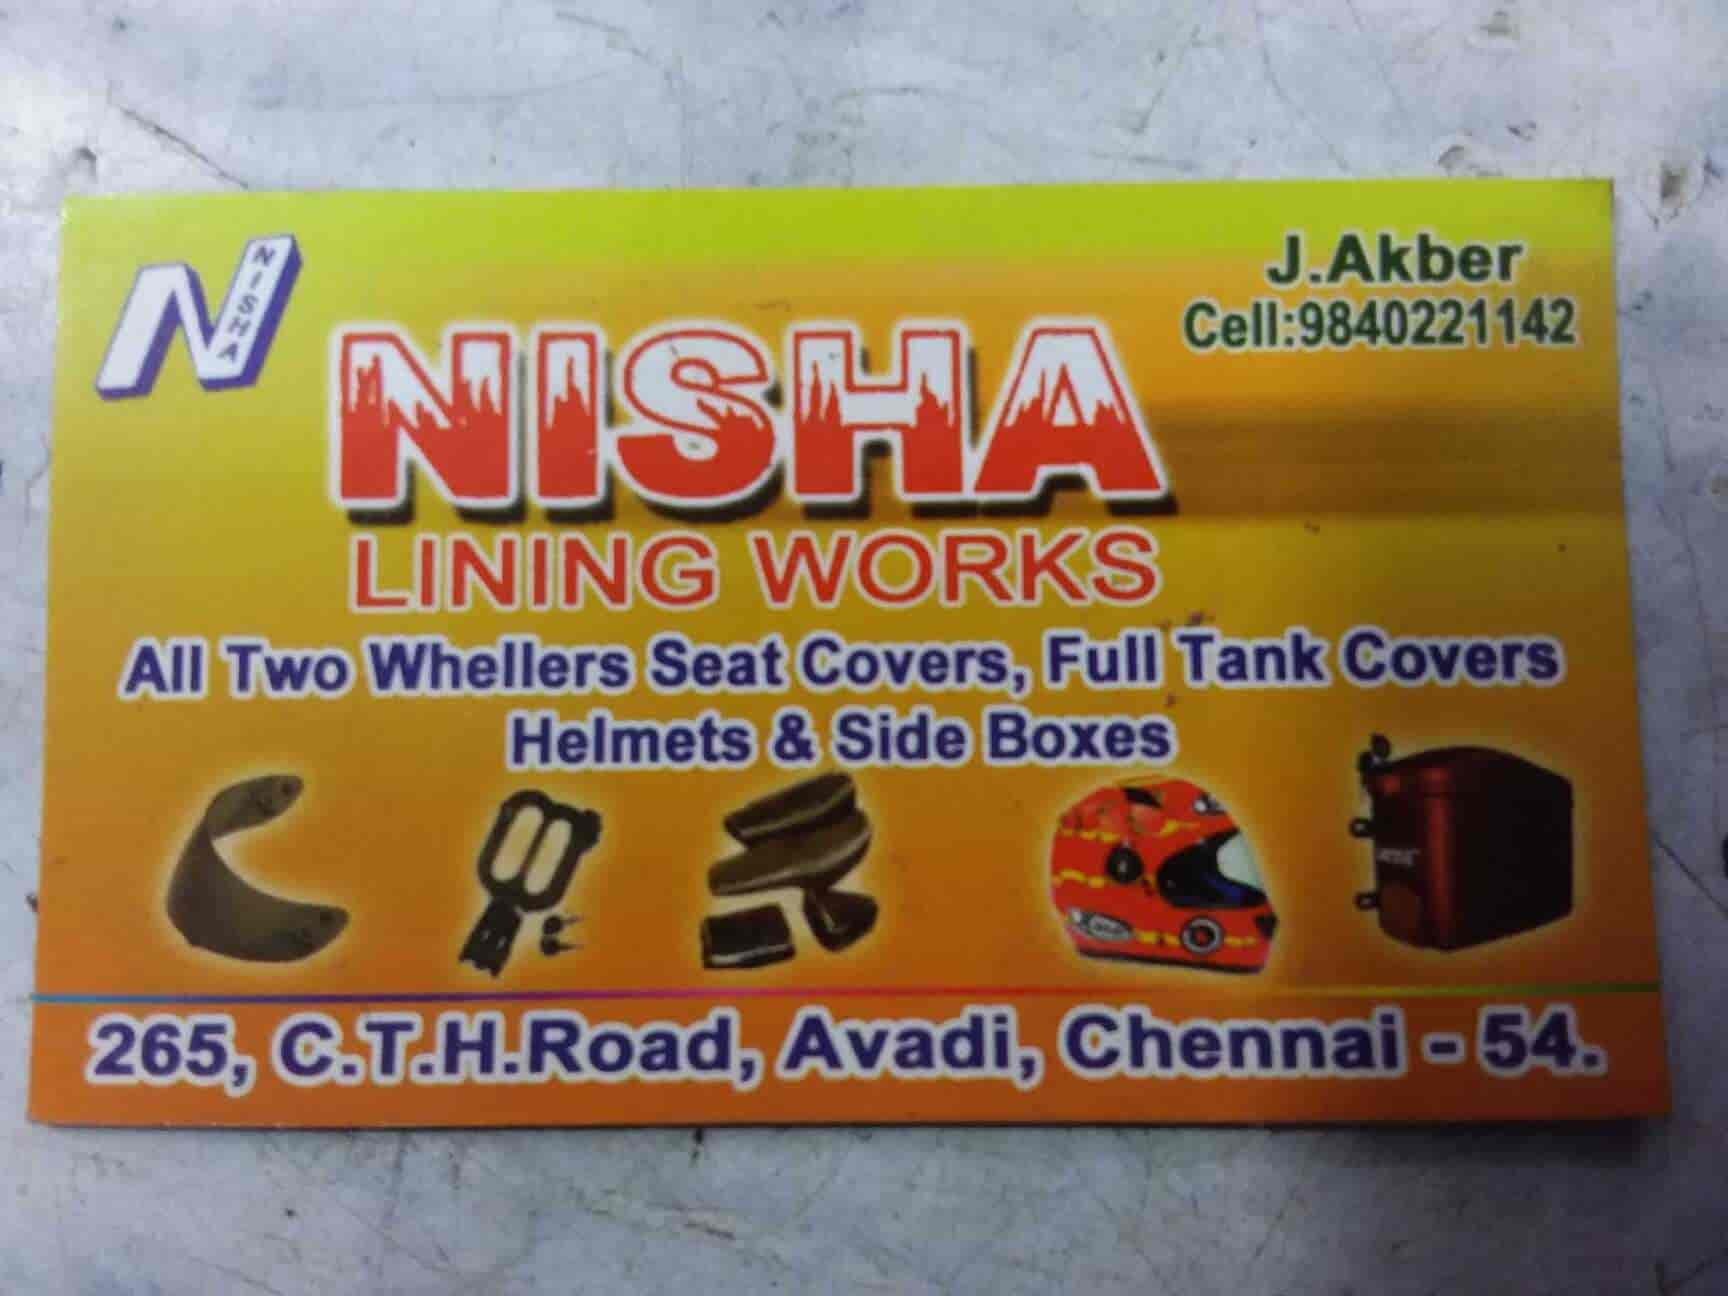 NISHA
J.Akber
Cell:9840221142
NISHA
LINING WORKS
All Two Whellers Seat Covers, Full Tank Covers
Helmets & Side Boxes
265, C.T.H.Road, Avadi, Chennai - 54.